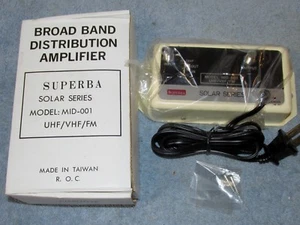 BROAD BAND
DISTRIBUTION
AMPLIFIER
SUPERBA
SOLAR SERIES
MODEL: MID-001
UHF/VHF/FM
MADE IN TAIWAN
R. O. C.
SOLAR SERIES